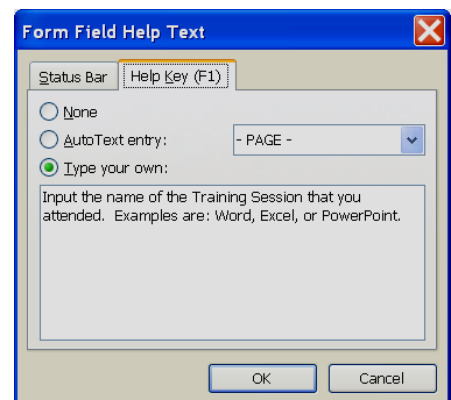 Form Field Help Text
Status Bar
Help Key (F1)
None
AutoText entry:
- PAGE -
Type your own:
Input the name of the Training Session that you
attended.  Examples are: Word, Excel, or PowerPoint.
OK
Cancel